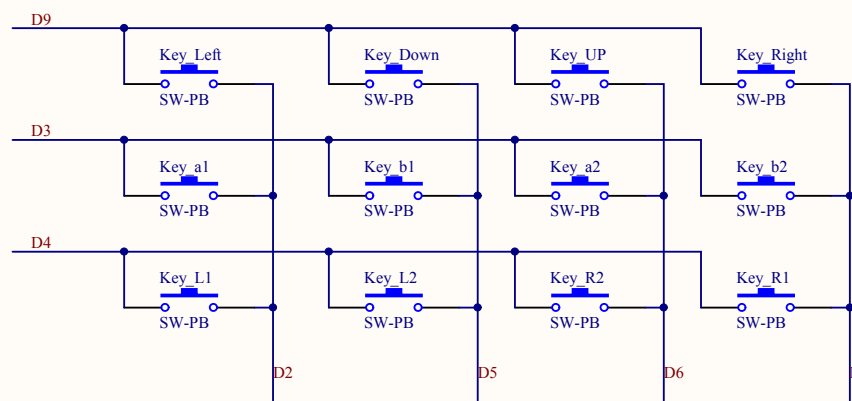 D9
Key_Left Key_Down Key_UP Key_Right
SW-PB SW-PB SW-PB SW-PB
D3
Key_a1 Key_b1 Key_a2 Key_b2
SW-PB SW-PB SW-PB SW-PB
D4
Key_L1 Key_L2 Key_R2 Key_R1
SW-PB SW-PB SW-PB SW-PB
D2 D5 D6